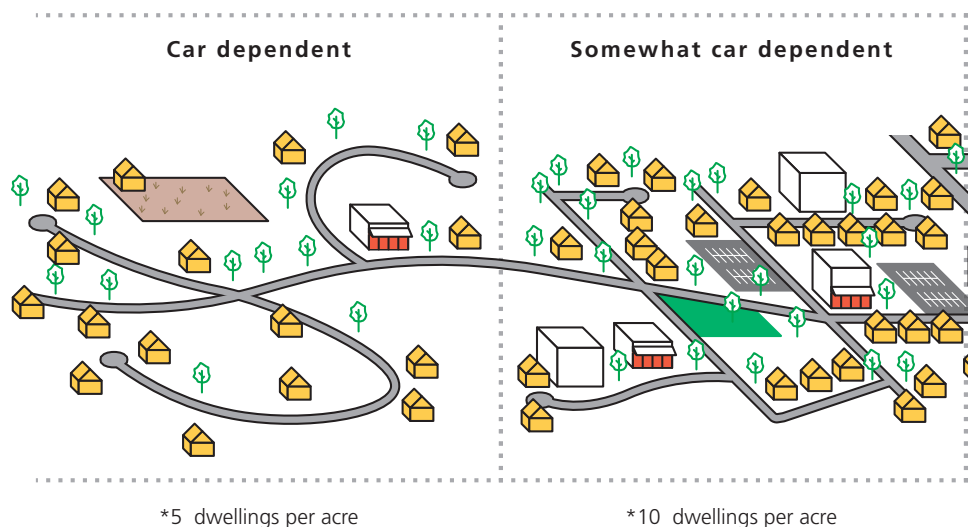 Car dependent
Somewhat car dependent
*5 dwellings per acre
*10 dwellings per acre